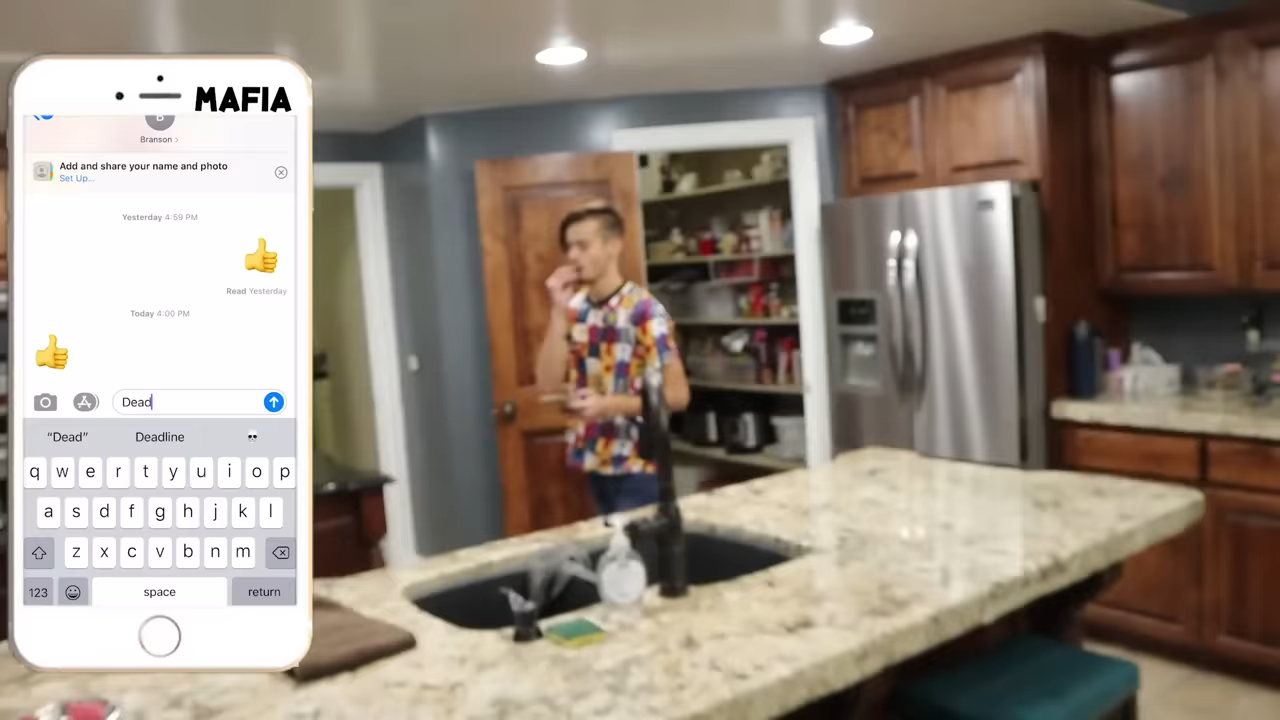 MAFIA
Branson
Add and share your name and photo
Set Up...
Yesterday 4:59 PM
Read Yesterday
Today 4:00 PM
Dead
“Dead” Deadline
q w e r t y u i o p
a s d f g h j k l
z x c v b n m
123 space return